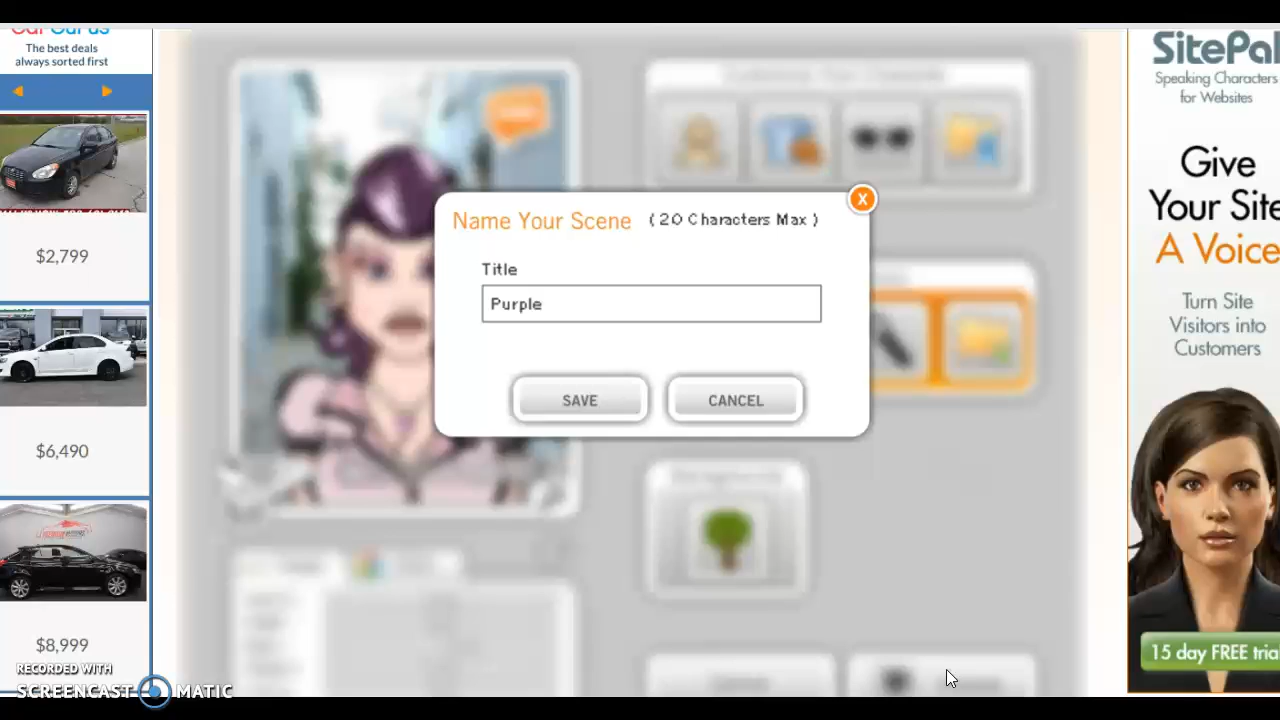 The best deals
always sorted first
$2,799
$6,490
$8,999
Name Your Scene ( 20 Characters Max )
X
Title
Purple
SAVE
CANCEL
SitePal
Speaking Characters
for Websites
Give
Your Site
A Voice
Turn Site
Visitors into
Customers
15 day FREE trial
RECORDED WITH
SCREENCAST MATIC